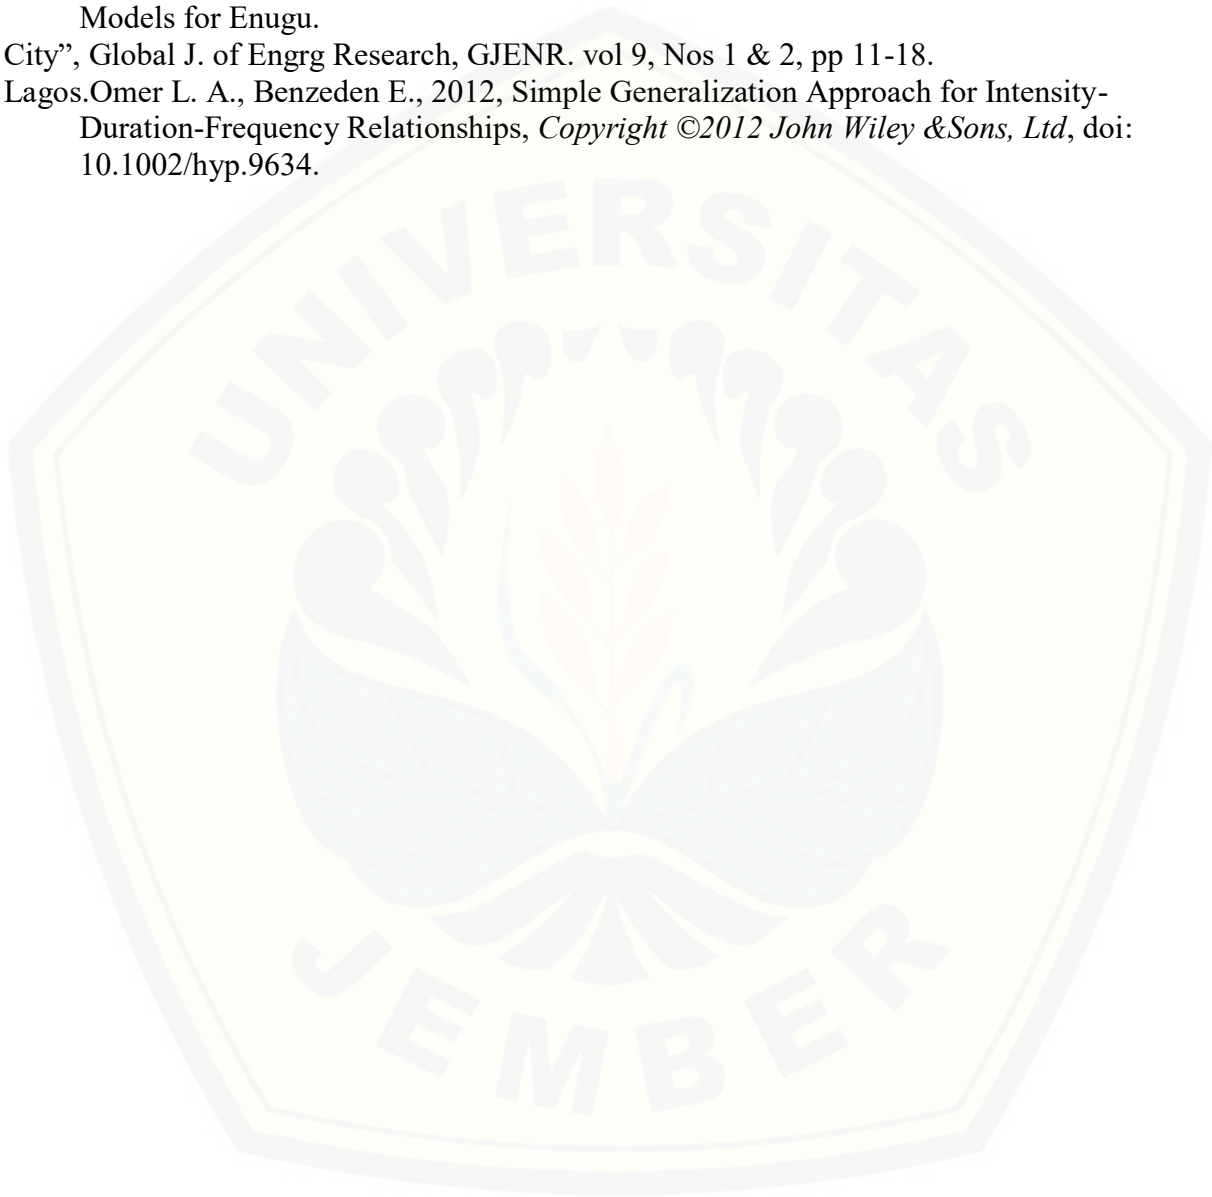 Models for Enugu.
City”, Global J. of Engrg Research, GJENR. vol 9, Nos 1 & 2, pp 11-18.
Lagos.Omer L. A., Benzeden E., 2012, Simple Generalization Approach for Intensity-
Duration-Frequency Relationships, Copyright ©2012 John Wiley &Sons, Ltd, doi:
10.1002/hyp.9634.
UNIVERSITAS
JEMBER